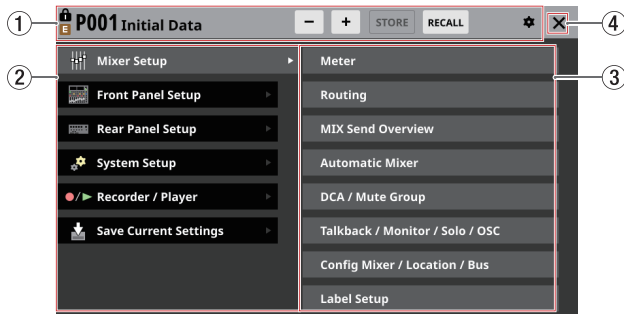 1
P001 Initial Data
E
− + STORE RECALL
4
2
Mixer Setup
Front Panel Setup
Rear Panel Setup
System Setup
Recorder / Player
Save Current Settings
3
Meter
Routing
MIX Send Overview
Automatic Mixer
DCA / Mute Group
Talkback / Monitor / Solo / OSC
Config Mixer / Location / Bus
Label Setup